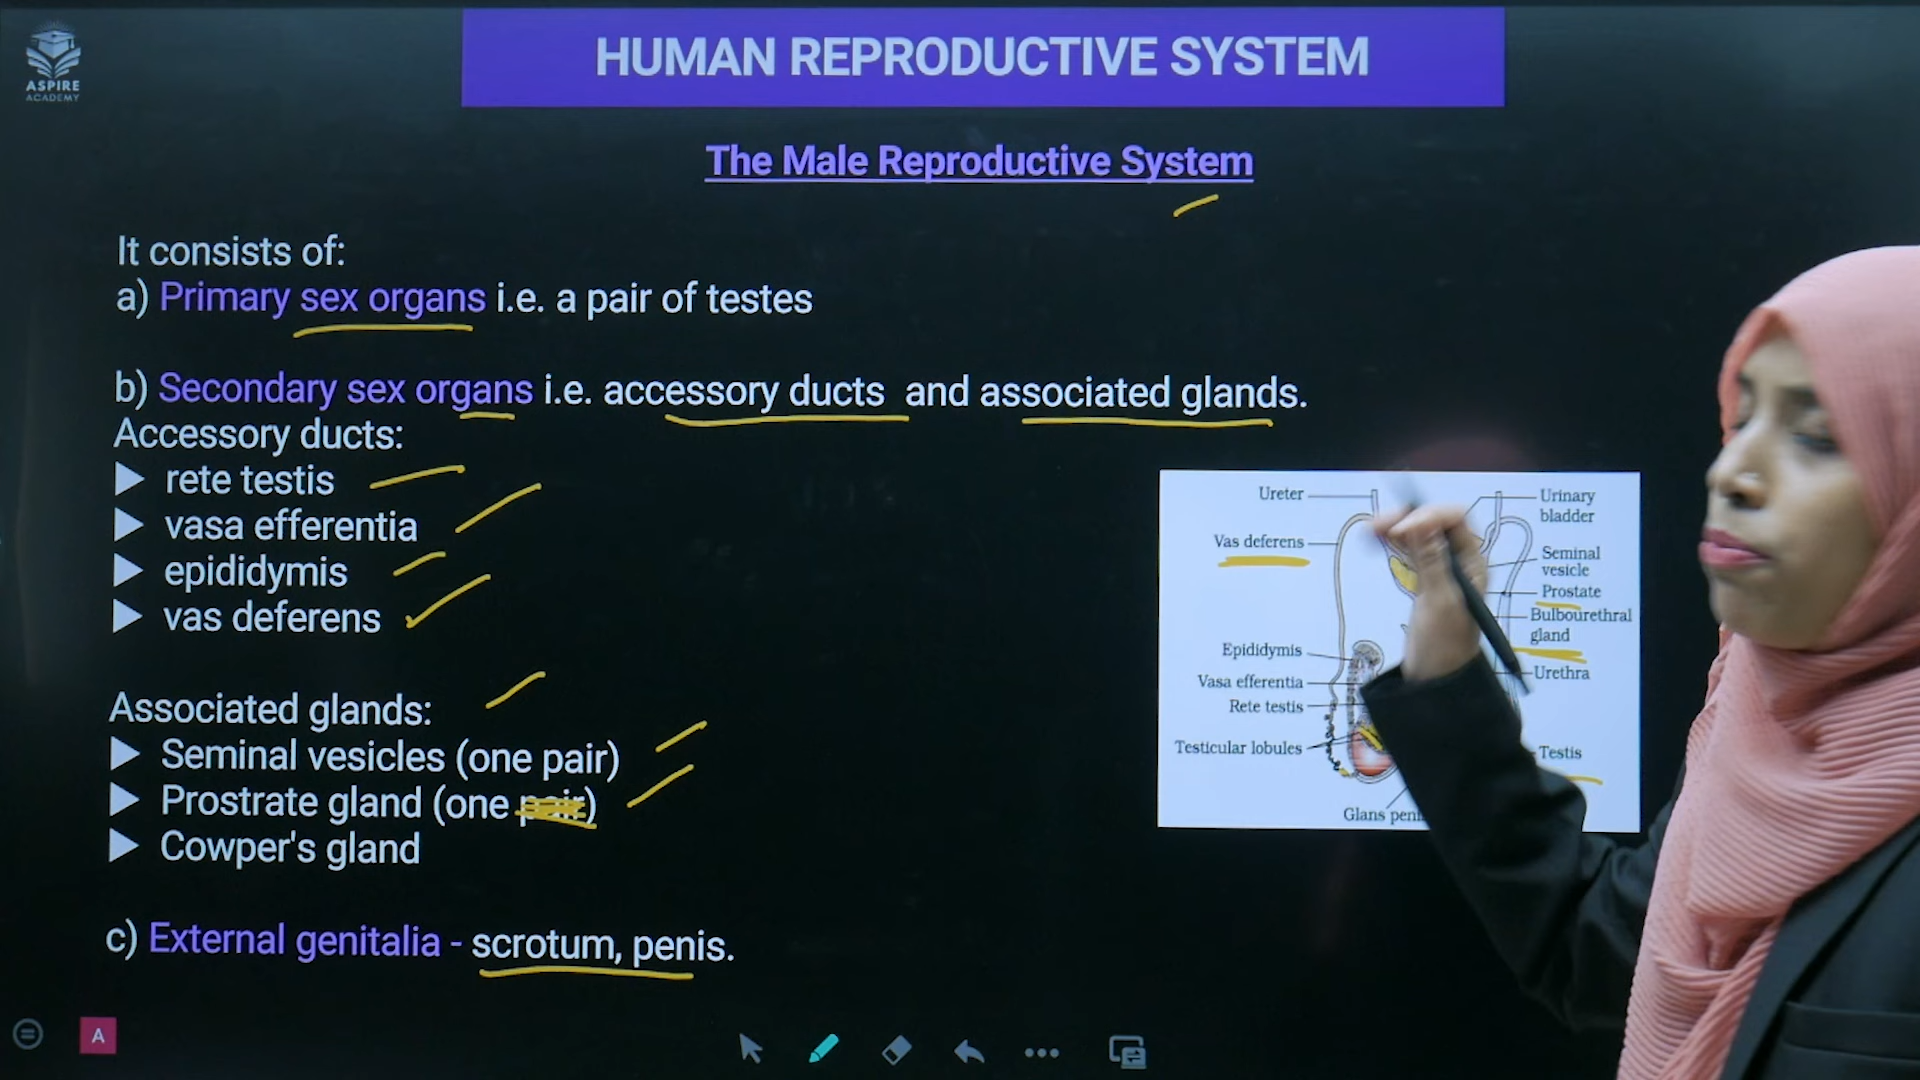 ASPIRE
ACADEMY
HUMAN REPRODUCTIVE SYSTEM
The Male Reproductive System
It consists of:
a) Primary sex organs i.e. a pair of testes
b) Secondary sex organs i.e. accessory ducts and associated glands.
Accessory ducts:
rete testis
vasa efferentia
epididymis
vas deferens
Associated glands:
Seminal vesicles (one pair)
Prostrate gland (one pair)
Cowper's gland
c) External genitalia - scrotum, penis.
Ureter
Vas deferens
Epididymis
Vasa efferentia
Rete testis
Testicular lobules
Glans
Urinary
bladder
Seminal
vesicle
Prostate
Bulbourethral
gland
Urethra
Testis
A